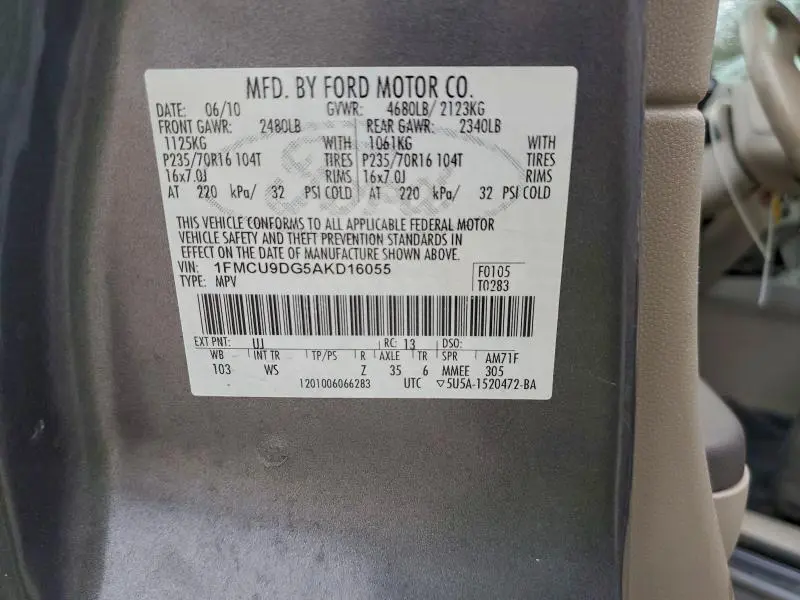 MFD. BY FORD MOTOR CO.
DATE: 06/10 GVWR: 4680LB/ 2123KG
FRONT GAWR: 2480LB REAR GAWR: 2340LB
1125KG WITH 1061KG WITH
P235/70R16 104T TIRES P235/70R16 104T TIRES
16x7.0J RIMS 16x7.0J RIMS
AT 220 kPa/ 32 PSI COLD AT 220 kPa/ 32 PSI COLD
THIS VEHICLE CONFORMS TO ALL APPLICABLE FEDERAL MOTOR
VEHICLE SAFETY AND THEFT PREVENTION STANDARDS IN
EFFECT ON THE DATE OF MANUFACTURE SHOWN ABOVE.
VIN: 1FMCU9DG5AKD16055 F0105
TYPE: MPV T0283
EXT PNT: UJ RC: 13 DSO:
WB INT TR TP/PS R AXLE TR SPR AM71F
103 WS Z 35 6 MMEE 305
1201006066283 UTC ▽5U5A-1520472-BA